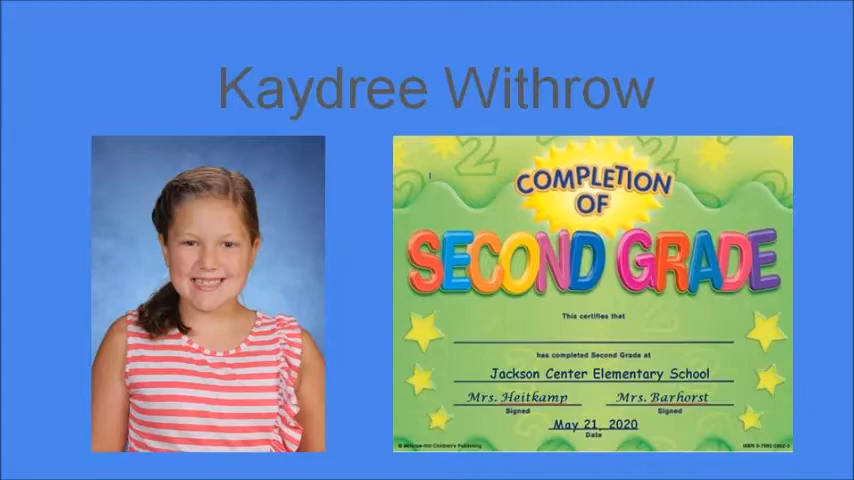 Kaydree Withrow
COMPLETION
OF
SECOND GRADE
This certifies that
has completed Second Grade at
Jackson Center Elementary School
Mrs. Heitkamp Mrs. Barhorst
Signed Signed
May 21, 2020
Date